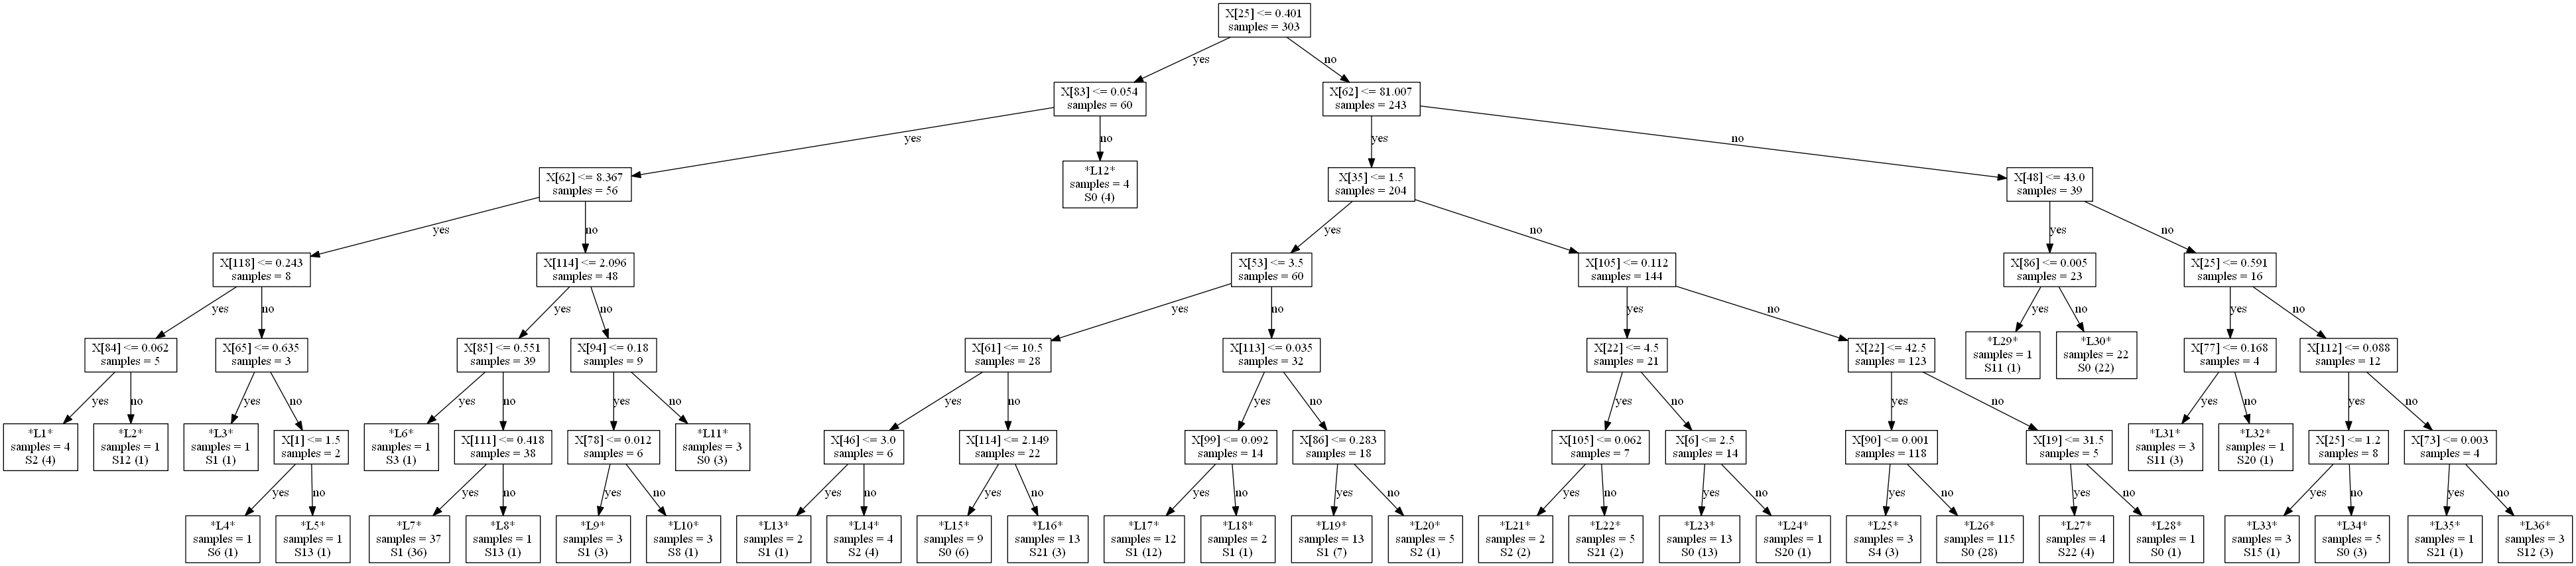 X[25] <= 0.401
samples = 303
yes
no
X[83] <= 0.054
samples = 60
X[62] <= 81.007
samples = 243
yes
no
yes
no
X[62] <= 8.367
samples = 56
*L12*
samples = 4
S0 (4)
X[35] <= 1.5
samples = 204
X[48] <= 43.0
samples = 39
yes
no
yes
no
yes
no
X[118] <= 0.243
samples = 8
X[114] <= 2.096
samples = 48
X[53] <= 3.5
samples = 60
X[105] <= 0.112
samples = 144
X[86] <= 0.005
samples = 23
X[25] <= 0.591
samples = 16
yes
no
yes
no
yes
no
yes
no
yes
no
yes
no
X[84] <= 0.062
samples = 5
X[65] <= 0.635
samples = 3
X[85] <= 0.551
samples = 39
X[94] <= 0.18
samples = 9
X[61] <= 10.5
samples = 28
X[113] <= 0.035
samples = 32
X[22] <= 4.5
samples = 21
X[22] <= 42.5
samples = 123
*L29*
samples = 1
S11 (1)
*L30*
samples = 22
S0 (22)
X[77] <= 0.168
samples = 4
X[112] <= 0.088
samples = 12
yes
no
yes
no
yes
no
yes
no
yes
no
yes
no
yes
no
yes
no
yes
no
yes
no
*L1*
samples = 4
S2 (4)
*L2*
samples = 1
S12 (1)
*L3*
samples = 1
S1 (1)
X[1] <= 1.5
samples = 2
*L6*
samples = 1
S3 (1)
X[111] <= 0.418
samples = 38
X[78] <= 0.012
samples = 6
*L11*
samples = 3
S0 (3)
X[46] <= 3.0
samples = 6
X[114] <= 2.149
samples = 22
X[99] <= 0.092
samples = 14
X[86] <= 0.283
samples = 18
X[105] <= 0.062
samples = 7
X[6] <= 2.5
samples = 14
X[90] <= 0.001
samples = 118
X[19] <= 31.5
samples = 5
*L31*
samples = 3
S11 (3)
*L32*
samples = 1
S20 (1)
X[25] <= 1.2
samples = 8
X[73] <= 0.003
samples = 4
yes
no
yes
no
yes
no
yes
no
yes
no
yes
no
yes
no
yes
no
yes
no
yes
no
yes
no
yes
no
yes
no
*L4*
samples = 1
S6 (1)
*L5*
samples = 1
S13 (1)
*L7*
samples = 37
S1 (36)
*L8*
samples = 1
S13 (1)
*L9*
samples = 3
S1 (3)
*L10*
samples = 3
S8 (1)
*L13*
samples = 2
S1 (1)
*L14*
samples = 4
S2 (4)
*L15*
samples = 9
S0 (6)
*L16*
samples = 13
S21 (3)
*L17*
samples = 12
S1 (12)
*L18*
samples = 2
S1 (1)
*L19*
samples = 13
S1 (7)
*L20*
samples = 5
S2 (1)
*L21*
samples = 2
S2 (2)
*L22*
samples = 5
S21 (2)
*L23*
samples = 13
S0 (13)
*L24*
samples = 1
S20 (1)
*L25*
samples = 3
S4 (3)
*L26*
samples = 115
S0 (28)
*L27*
samples = 4
S22 (4)
*L28*
samples = 1
S0 (1)
*L33*
samples = 3
S15 (1)
*L34*
samples = 5
S0 (3)
*L35*
samples = 1
S21 (1)
*L36*
samples = 3
S12 (3)